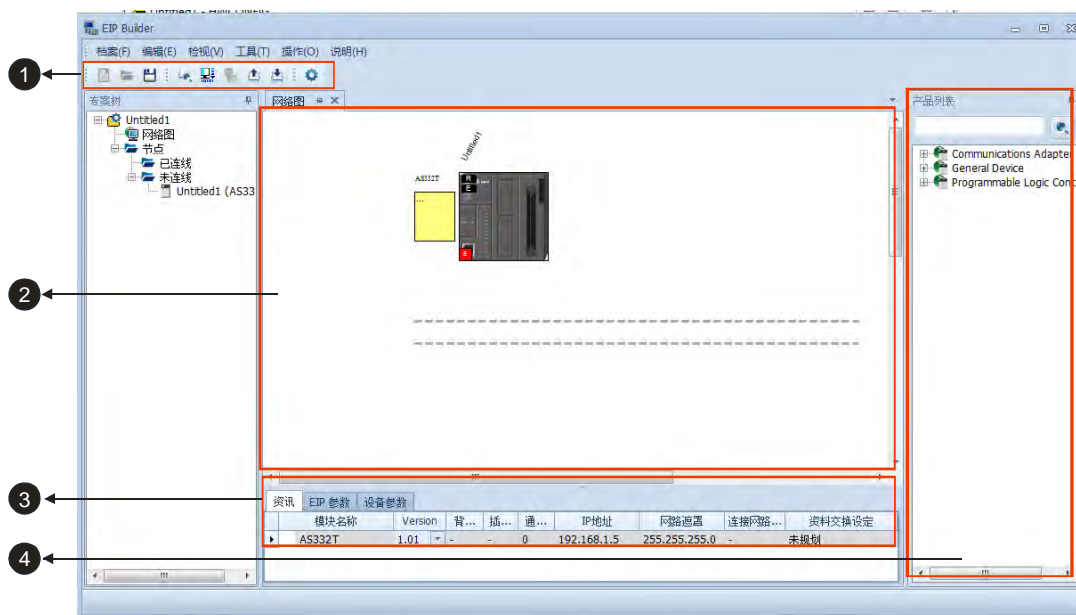 EIP Builder
档案(F) 编辑(E) 检视(V) 工具(T) 操作(O) 说明(H)
1
专案树
Untitled1
网络图
节点
已连线
未连线
Untitled1 (AS33
网络图
Untitled1
AS332T
R
E
2
产品列表
Communications Adapter
General Device
Programmable Logic Cont
3
资讯 EIP 参数 设备参数
模块名称 Version 背... 插... 通... IP地址 网路遮罩 连接网路... 资料交换设定
AS332T 1.01 - - 0 192.168.1.5 255.255.255.0 - 未规划
4